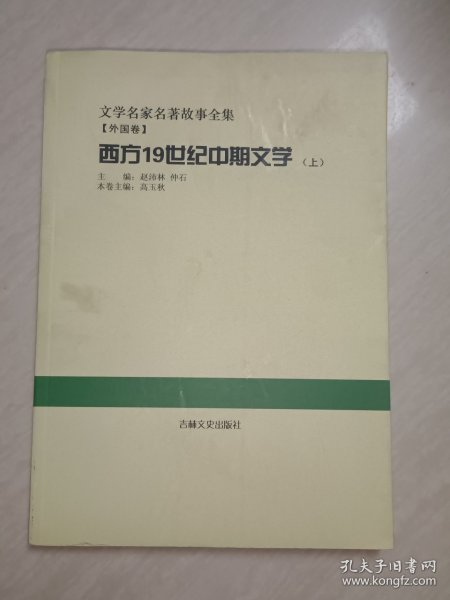 文学名家名著故事全集
【外国卷】
西方19世纪中期文学（上）
主 编：赵沛林 仲石
本卷主编：高玉秋
吉林文史出版社
孔夫子旧书网
www.kongfz.com